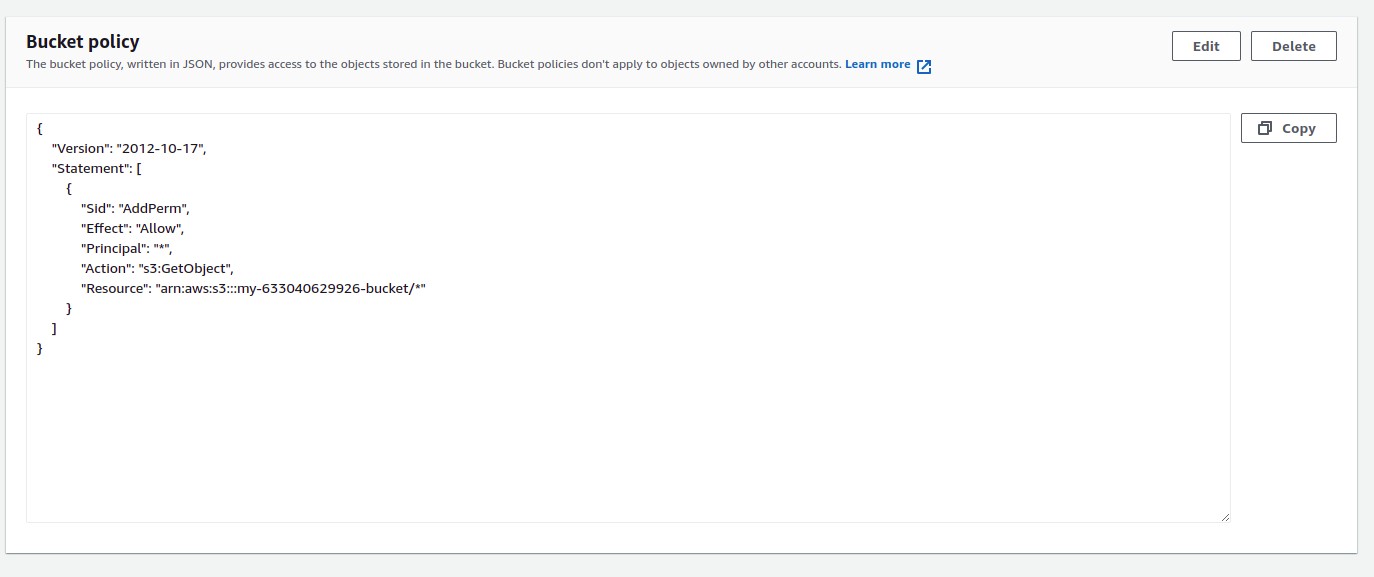 Bucket policy
Edit
Delete
The bucket policy, written in JSON, provides access to the objects stored in the bucket. Bucket policies don't apply to objects owned by other accounts. Learn more
Copy
{
"Version": "2012-10-17",
"Statement": [
{
"Sid": "AddPerm",
"Effect": "Allow",
"Principal": "*",
"Action": "s3:GetObject",
"Resource": "arn:aws:s3:::my-633040629926-bucket/*"
}
]
}